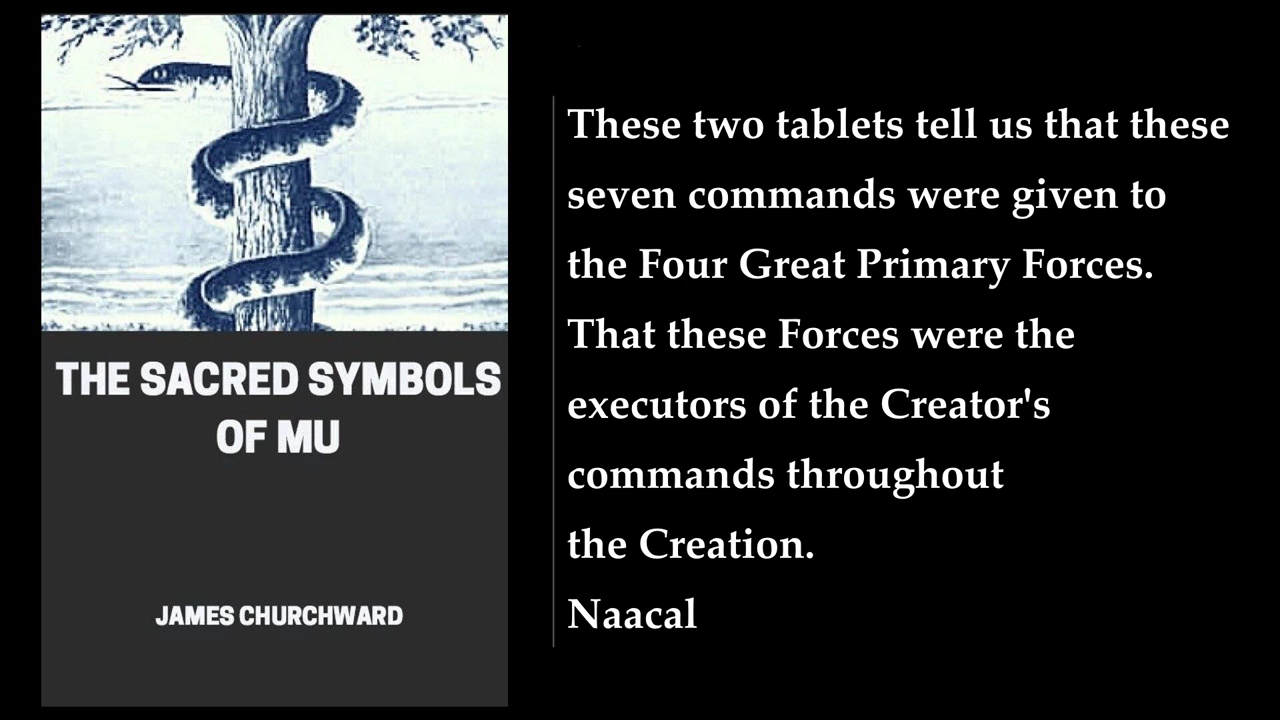 THE SACRED SYMBOLS
OF MU
JAMES CHURCHWARD
These two tablets tell us that these
seven commands were given to
the Four Great Primary Forces.
That these Forces were the
executors of the Creator's
commands throughout
the Creation.
Naacal